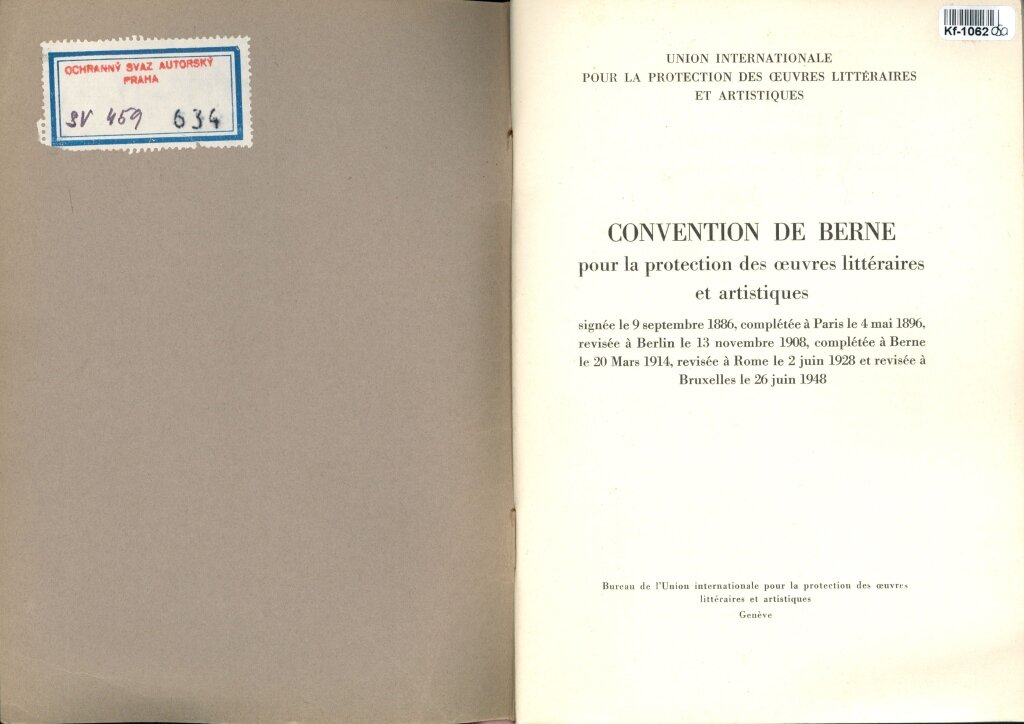 OCHRANNÝ SVAZ AUTORSKÝ
PRAHA
SV 459 634
Kf-1062
UNION INTERNATIONALE
POUR LA PROTECTION DES ŒUVRES LITTÉRAIRES
ET ARTISTIQUES
CONVENTION DE BERNE
pour la protection des œuvres littéraires
et artistiques
signée le 9 septembre 1886, complétée à Paris le 4 mai 1896,
revisée à Berlin le 13 novembre 1908, complétée à Berne
le 20 Mars 1914, revisée à Rome le 2 juin 1928 et revisée à
Bruxelles le 26 juin 1948
Bureau de l'Union internationale pour la protection des œuvres
littéraires et artistiques
Genève